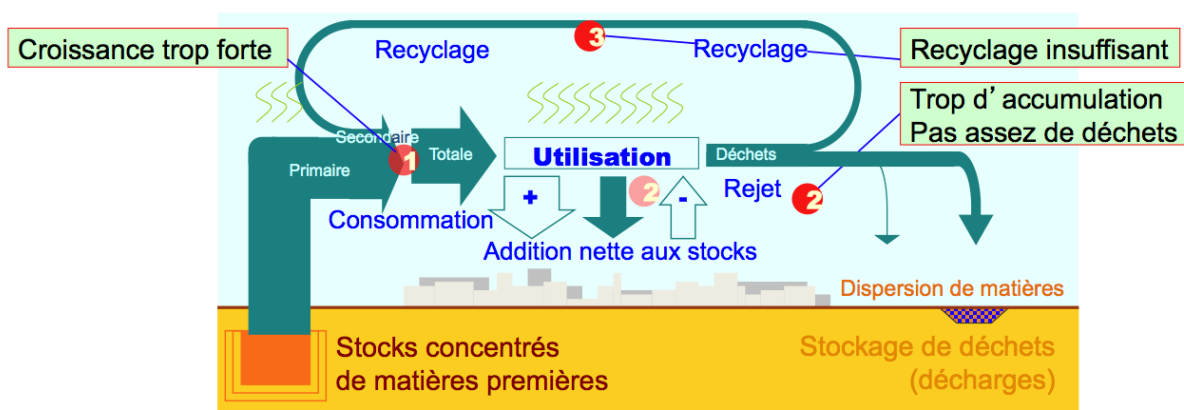 Croissance trop forte
Recyclage
3
Recyclage
Recyclage insuffisant
Trop d’accumulation
Pas assez de déchets
Secondaire
Primaire
1
Totale
Utilisation
Déchets
Rejet
2
+
2
-
Consommation
Addition nette aux stocks
Dispersion de matières
Stocks concentrés
de matières premières
Stockage de déchets
(décharges)